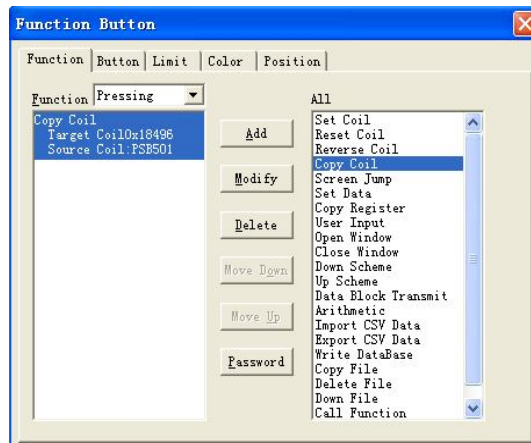 Function Button
Function Button Limit Color Position
Function Pressing
Copy Coil
Target Coil0x18496
Source Coil:PSB501
Add
Modify
Delete
Move Down
Move Up
Password
All
Set Coil
Reset Coil
Reverse Coil
Copy Coil
Screen Jump
Set Data
Copy Register
User Input
Open Window
Close Window
Down Scheme
Up Scheme
Data Block Transmit
Arithmetic
Import CSV Data
Export CSV Data
Write DataBase
Copy File
Delete File
Down File
Call Function